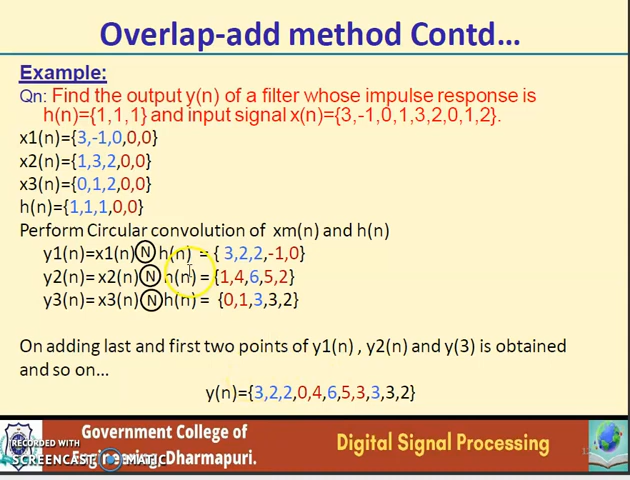 Overlap-add method Contd...
Example:
Qn: Find the output y(n) of a filter whose impulse response is
h(n)={1,1,1} and input signal x(n)={3,-1,0,1,3,2,0,1,2}.
x1(n)={3,-1,0,0,0}
x2(n)={1,3,2,0,0}
x3(n)={0,1,2,0,0}
h(n)={1,1,1,0,0}
Perform Circular convolution of xm(n) and h(n)
y1(n)=x1(n) Ⓝ h(n) = { 3,2,2,-1,0}
y2(n)= x2(n) Ⓝ h(n) = {1,4,6,5,2}
y3(n)= x3(n) Ⓝ h(n) = {0,1,3,3,2}
On adding last and first two points of y1(n) , y2(n) and y(3) is obtained
and so on...
y(n)={3,2,2,0,4,6,5,3,3,3,2}
Government College of
Engineering, Dharmapuri.
Digital Signal Processing
RECORDED WITH
SCREENCAST MATIC